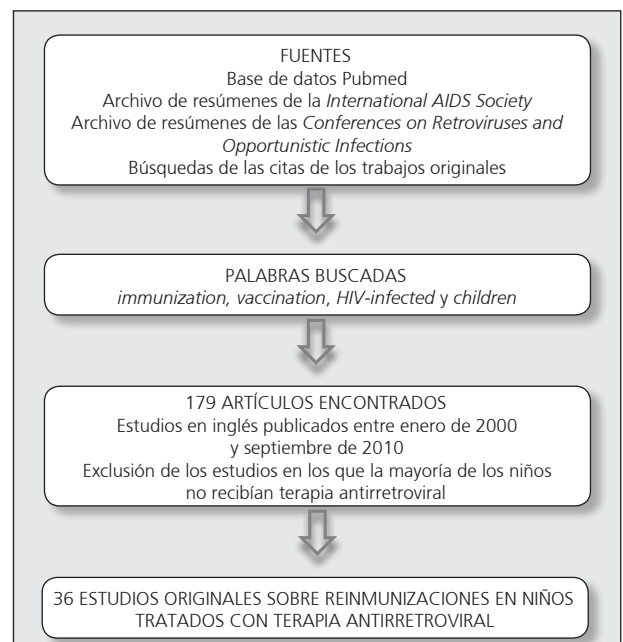 FUENTES
Base de datos Pubmed
Archivo de resúmenes de la International AIDS Society
Archivo de resúmenes de las Conferences on Retroviruses and
Opportunistic Infections
Búsquedas de las citas de los trabajos originales
PALABRAS BUSCADAS
immunization, vaccination, HIV-infected y children
179 ARTÍCULOS ENCONTRADOS
Estudios en inglés publicados entre enero de 2000
y septiembre de 2010
Exclusión de los estudios en los que la mayoría de los niños
no recibían terapia antirretroviral
36 ESTUDIOS ORIGINALES SOBRE REINMUNIZACIONES EN NIÑOS
TRATADOS CON TERAPIA ANTIRRETROVIRAL